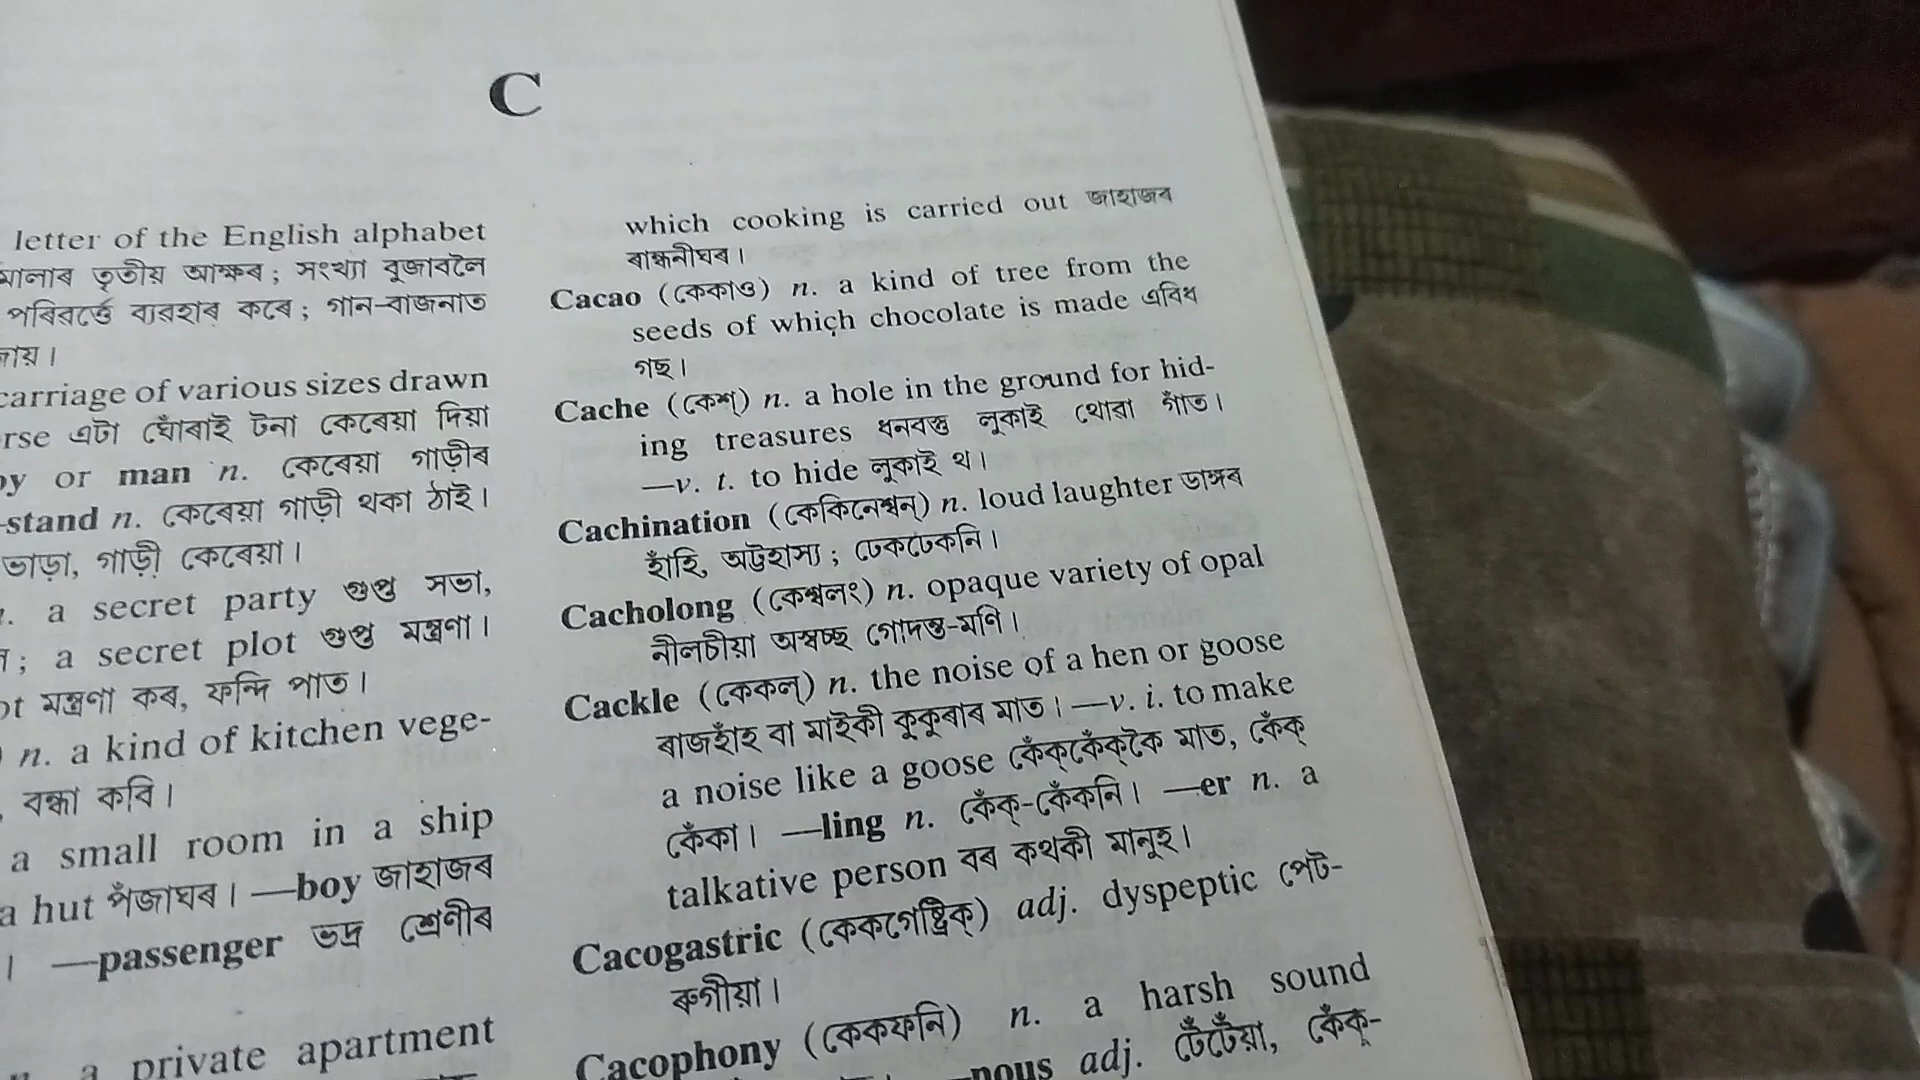 C
letter of the English alphabet
তৃতীয় আক্ষৰ ; সংখ্যা বুজাবলৈ
পৰিৱৰ্ত্তে ব্যৱহাৰ কৰে ; গান-বাজনাত
carriage of various sizes drawn
এটা ঘোঁৰাই টনা কেৰেয়া দিয়া
or man n. কেৰেয়া গাড়ীৰ
-stand n. কেৰেয়া গাড়ী থকা ঠাই।
ভাড়া, গাড়ী কেৰেয়া।
a secret party গুপ্ত সভা,
; a secret plot গুপ্ত মন্ত্ৰণা।
মন্ত্ৰণা কৰ, ফন্দি পাত।
n. a kind of kitchen vege-
বন্ধা কবি।
a small room in a ship
a hut পঁজাঘৰ। —boy জাহাজৰ
। —passenger ভদ্ৰ শ্ৰেণীৰ
a private apartment
which cooking is carried out জাহাজৰ
ৰান্ধনীঘৰ।
Cacao (কেকাও) n. a kind of tree from the
seeds of which chocolate is made এবিধ
গছ।
Cache (কেশ্) n. a hole in the ground for hid-
ing treasures ধনবস্তু লুকাই থোৱা গাঁত।
—v. t. to hide লুকাই থ।
Cachination (কেকিনেশ্বন্) n. loud laughter ডাঙ্গৰ
হাঁহি, অট্টহাস্য ; ঢেকঢেকনি।
Cacholong (কেশ্বলং) n. opaque variety of opal
নীলচীয়া অস্বচ্ছ গোদন্ত-মণি।
Cackle (কেকল্) n. the noise of a hen or goose
ৰাজহাঁহ বা মাইকী কুকুৰাৰ মাত। —v. i. to make
a noise like a goose কেঁক্‌কেঁক্‌কৈ মাত, কেঁক্
কেঁকা। —ling n. কেঁক্-কেঁকনি। —er n. a
talkative person বৰ কথকী মানুহ।
Cacogastric (কেকগেষ্ট্ৰিক্) adj. dyspeptic পেট-
ৰুগীয়া।
Cacophony (কেকফনি) n. a harsh sound
—nous adj. টেঁটেঁয়া, কেঁক্-